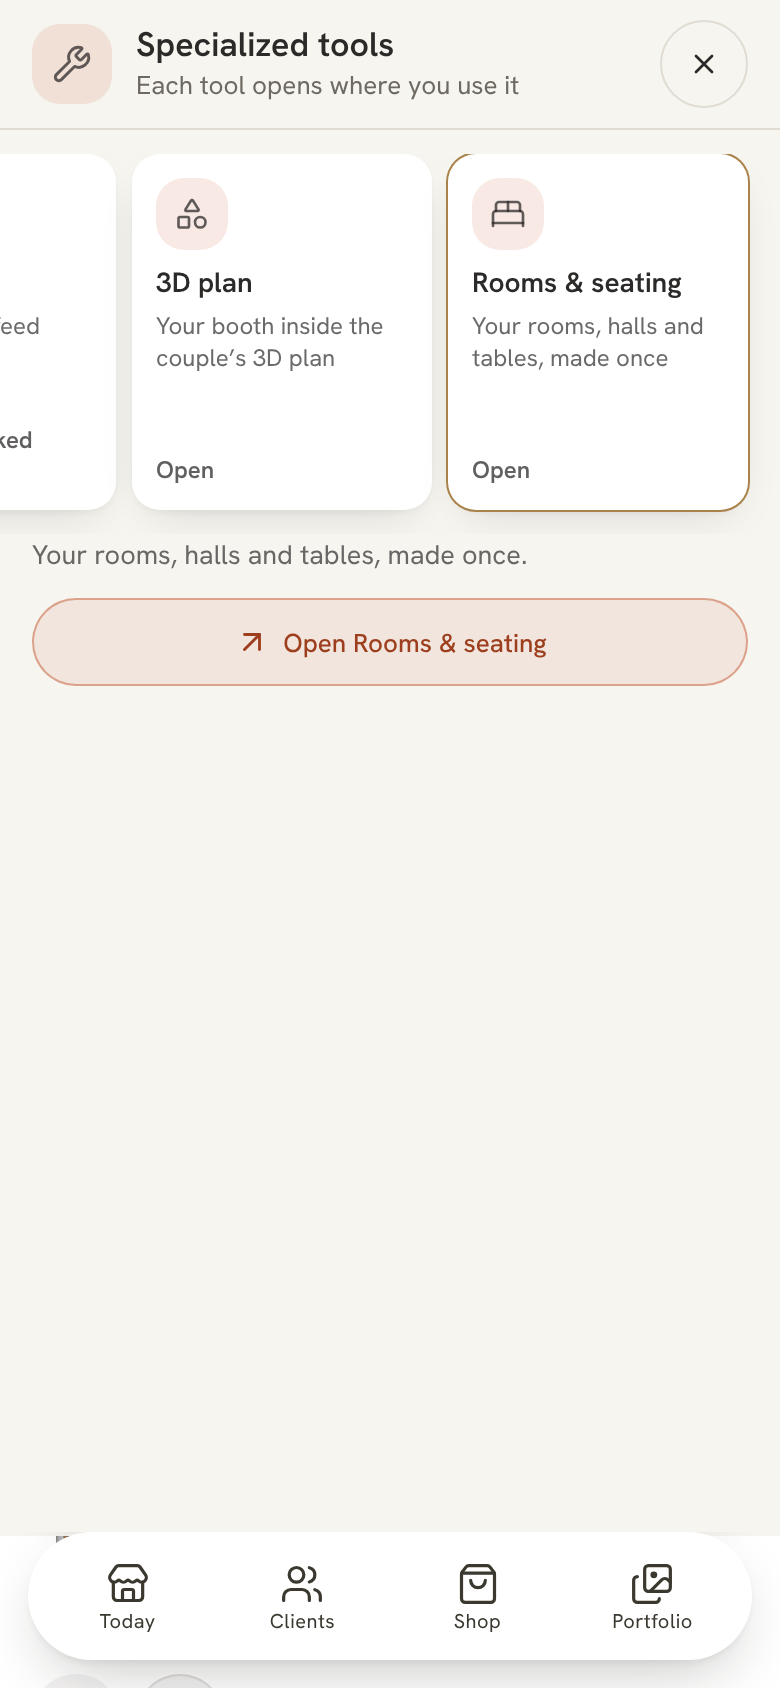 Specialized tools
Each tool opens where you use it
3D plan
Your booth inside the
couple’s 3D plan
Open
Rooms & seating
Your rooms, halls and
tables, made once
Open
Your rooms, halls and tables, made once.
Open Rooms & seating
Today
Clients
Shop
Portfolio